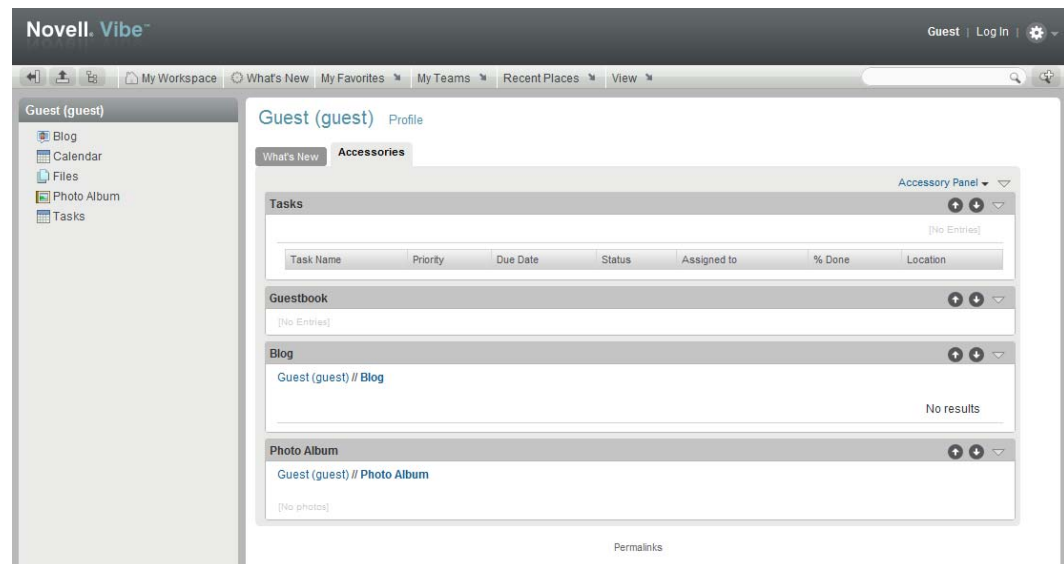 Novell. Vibe™
Guest | Log In |
My Workspace What's New My Favorites My Teams Recent Places View
Guest (guest)
Blog
Calendar
Files
Photo Album
Tasks
Guest (guest) Profile
What's New Accessories
Accessory Panel
Tasks
[No Entries]
Task Name Priority Due Date Status Assigned to % Done Location
Guestbook
[No Entries]
Blog
Guest (guest) // Blog
No results
Photo Album
Guest (guest) // Photo Album
[No photos]
Permalinks